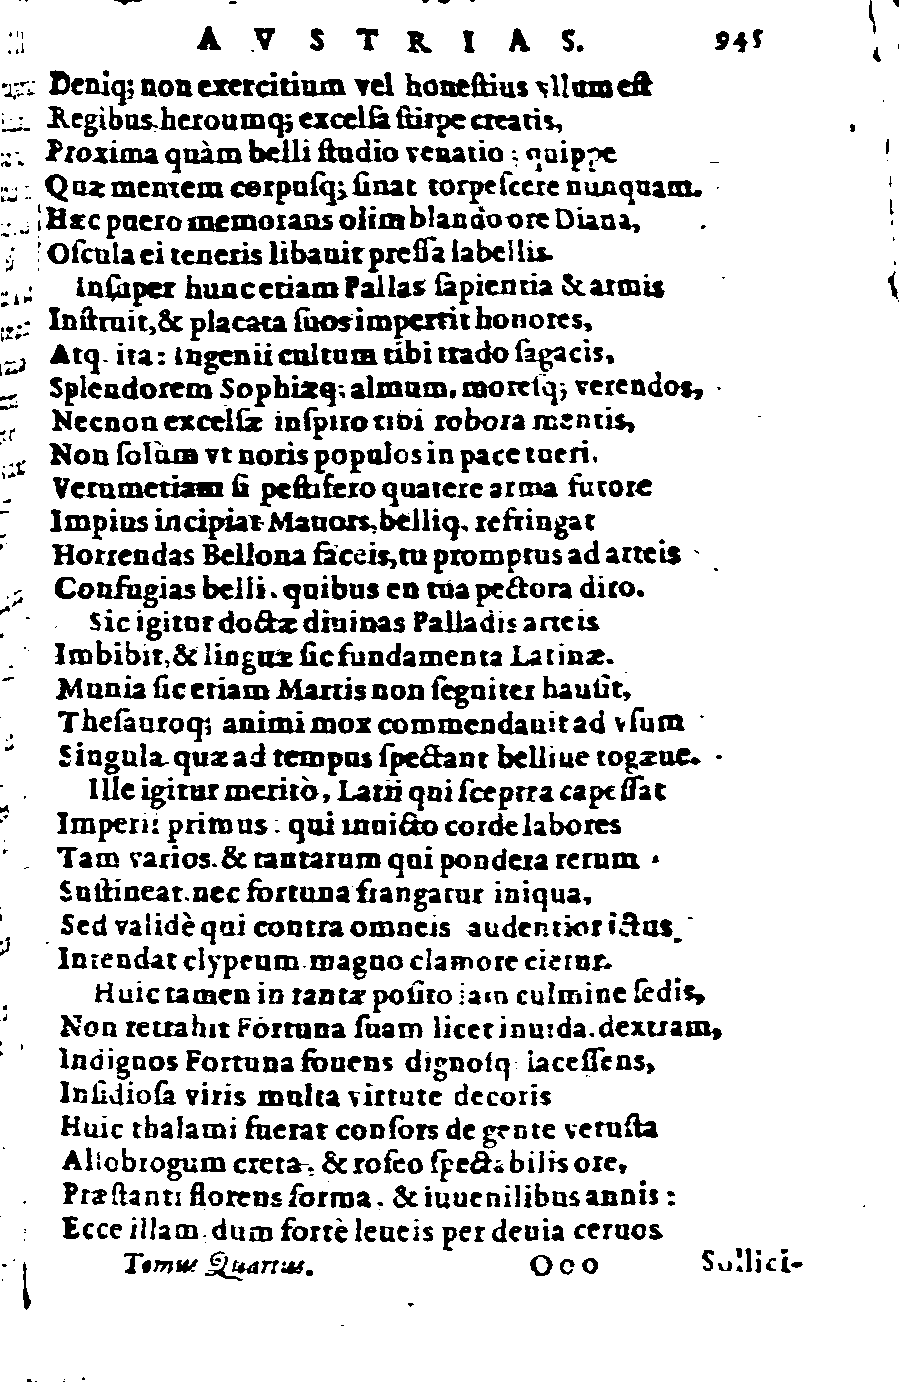 AVSTRIAS. 945
Deniq; non exercitium vel honeſtius vllum eſt
Regibus, heroumq; excelſa ſtirpe creatis,
Proxima quàm belli ſtudio venatio: quippe
Quæ mentem corpuſq; ſinat torpeſcere nunquam.
Hæc puero memorans olim blando ore Diana,
Oſcula ei teneris libauit preſſa labellis.
Inſuper hunc etiam Pallas ſapientia & armis
Inſtruit, & placata ſuos impertit honores,
Atq. ita: Ingenii cultum tibi trado ſagacis,
Splendorem Sophiæq; almum, moreſq; verendos,
Necnon excelſæ inſpiro tibi robora mentis,
Non ſolùm vt noris populos in pace tueri.
Verumetiam ſi peſtifero quatere arma furore
Impius incipiat Mauors, belliq. refringat
Horrendas Bellona faceis, tu promptus ad arteis
Confugias belli. quibus en tua pectora dito.
Sic igitur doctæ diuinas Palladis arteis
Imbibit, & linguæ ſic fundamenta Latinæ.
Munia ſic etiam Martis non ſegniter hauſit,
Theſauroq; animi mox commendauit ad vſum
Singula quæ ad tempus ſpectant belliue togæue.
Ille igitur meritò, Latii qui ſceptra capeſſat
Imperii primus: qui inuicto corde labores
Tam varios. & tantarum qui pondera rerum
Suſtineat. nec fortuna frangatur iniqua,
Sed validè qui contra omneis audentior ictus
Intendat clypeum magno clamore cietur.
Huic tamen in tantæ poſito iam culmine ſedis,
Non retrahit Fortuna ſuam licet inuida dextram,
Indignos Fortuna fouens dignoſq laceſſens,
Inſidioſa viris multa virtute decoris
Huic thalami fuerat conſors de gente vetuſta
Allobrogum creta, & roſeo ſpectabilis ore,
Præſtanti florens forma, & iuuenilibus annis:
Ecce illam dum fortè leueis per deuia ceruos
Tomus Quartus. Ooo Sollici-